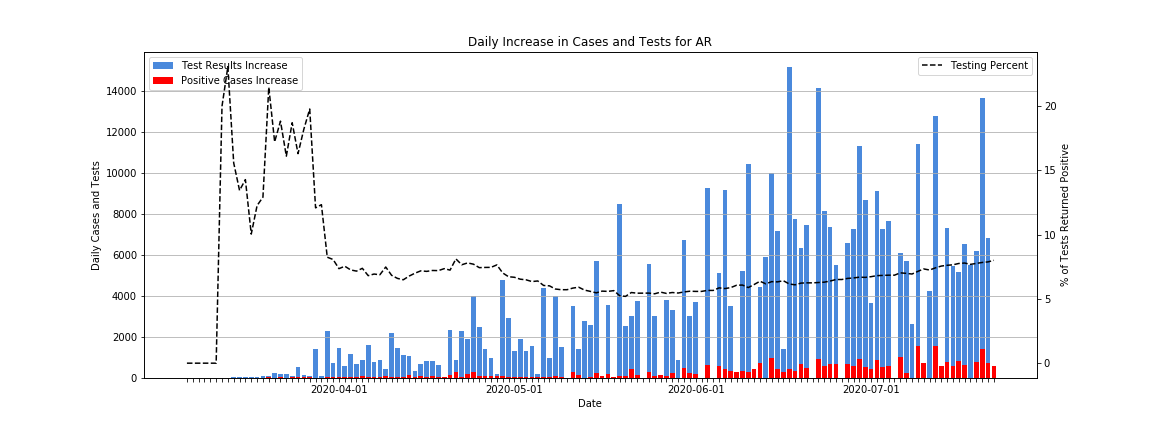 Daily Increase in Cases and Tests for AR
Test Results Increase
Positive Cases Increase
Testing Percent
14000
12000
10000
8000
6000
4000
2000
0
Daily Cases and Tests
20
15
10
5
0
% of Tests Returned Positive
2020-04-01
2020-05-01
2020-06-01
2020-07-01
Date